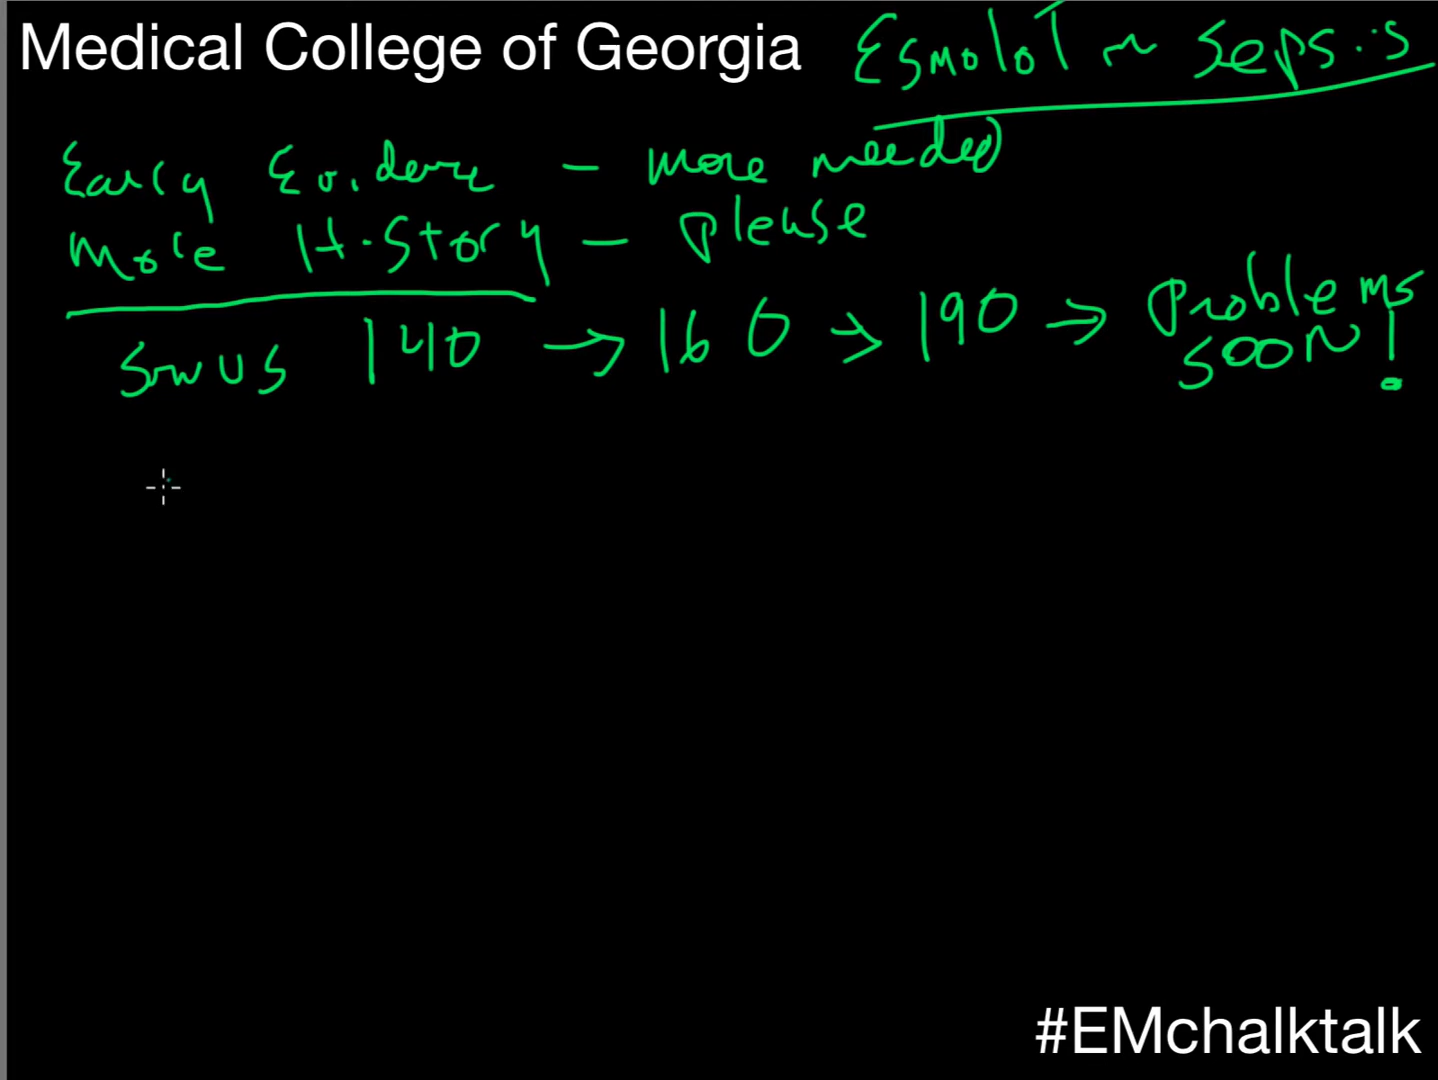 Medical College of Georgia
Esmolol in Sepsis
Early Evidence - more needed
More History - please
Sinus 140 → 160 → 190 → Problems
SOON!
#EMchalktalk